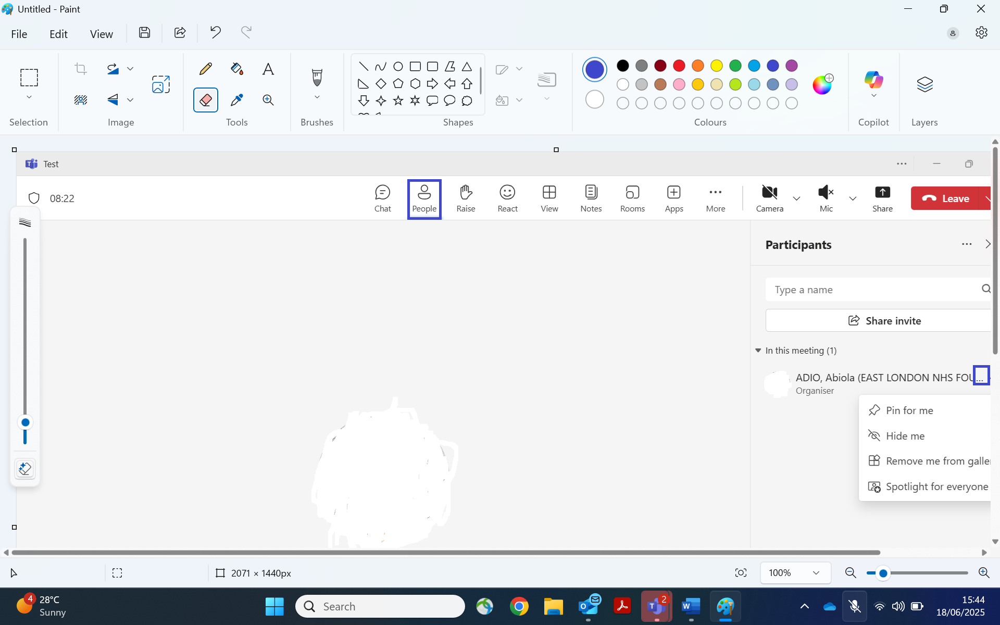 Untitled - Paint
File Edit View
Selection Image Tools Brushes Shapes Colours Copilot Layers
Test
08:22
Chat People Raise React View Notes Rooms Apps More Camera Mic Share Leave
Participants
Type a name
Share invite
In this meeting (1)
ADIO, Abiola (EAST LONDON NHS FOU...
Organiser
Pin for me
Hide me
Remove me from galle
Spotlight for everyone
2071 × 1440px
100%
4
28°C
Sunny
Search
2
15:44
18/06/2025